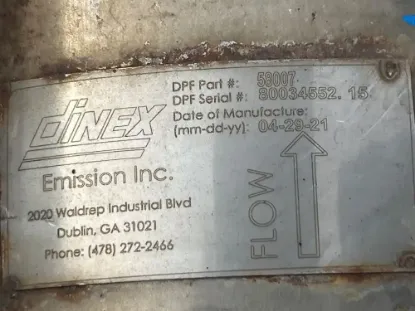 DINEX
Emission Inc.
2020 Waldrep Industrial Blvd
Dublin, GA 31021
Phone: (478) 272-2466
DPF Part #: 58007
DPF Serial #: 80034552.15
Date of Manufacture:
(mm-dd-yy): 04-29-21
FLOW